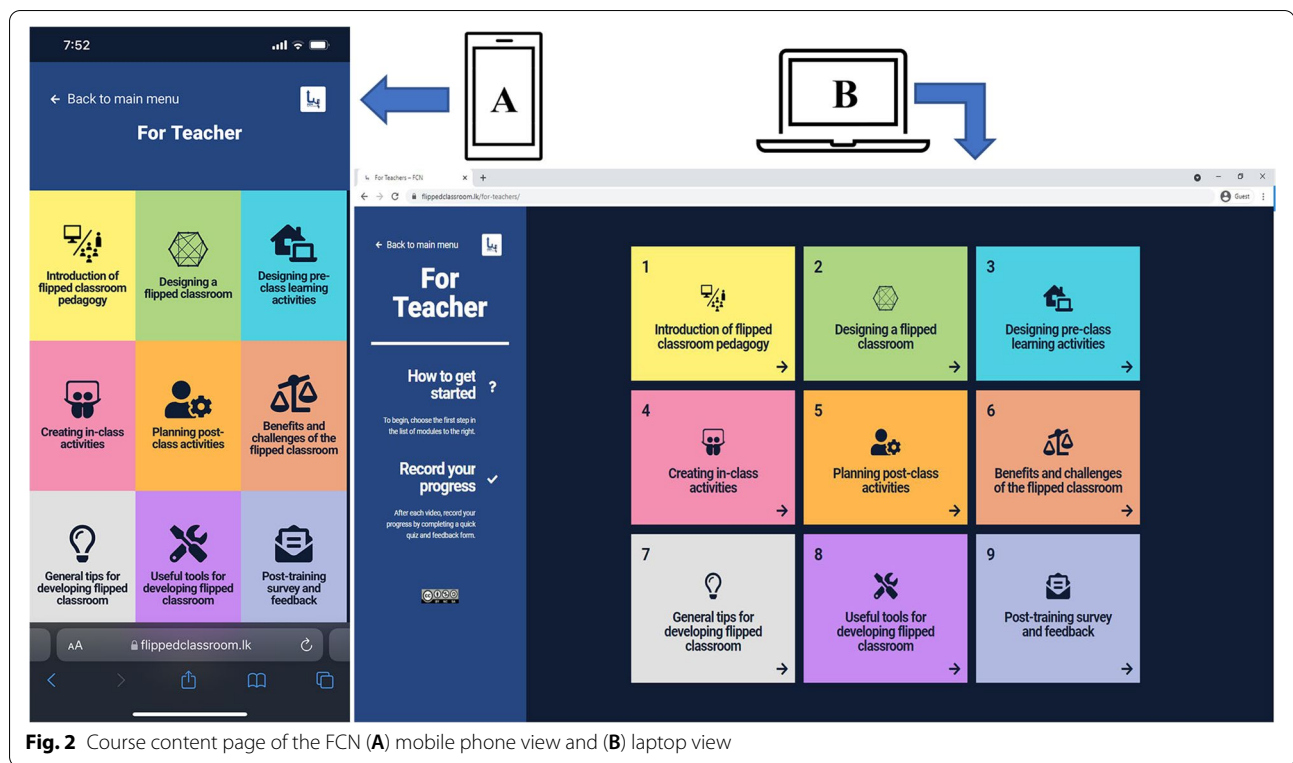 7:52
← Back to main menu
For Teacher
Introduction of
flipped classroom
pedagogy
Designing a
flipped classroom
Designing pre-
class learning
activities
Creating in-class
activities
Planning post-
class activities
Benefits and
challenges of the
flipped classroom
General tips for
developing flipped
classroom
Useful tools for
developing flipped
classroom
Post-training
survey and
feedback
AA
flippedclassroom.lk
A
B
For Teachers – FCN
flippedclassroom.lk/for-teachers/
Guest
← Back to main menu
For
Teacher
How to get
started ?
To begin, choose the first step in
the list of modules to the right.
Record your
progress
After each video, record your
progress by completing a quick
quiz and feedback form.
1
Introduction of flipped
classroom pedagogy
2
Designing a flipped
classroom
3
Designing pre-class
learning activities
4
Creating in-class
activities
5
Planning post-class
activities
6
Benefits and challenges
of the flipped classroom
7
General tips for
developing flipped
classroom
8
Useful tools for
developing flipped
classroom
9
Post-training survey
and feedback
Fig. 2 Course content page of the FCN (A) mobile phone view and (B) laptop view